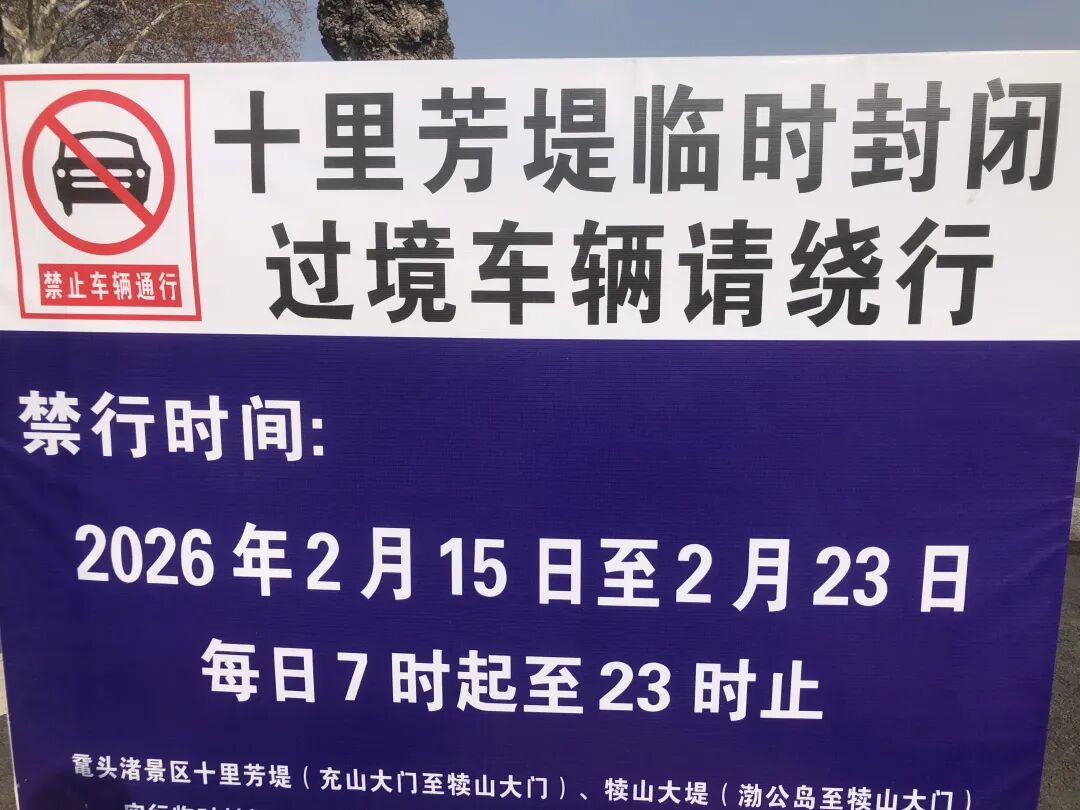 十里芳堤临时封闭
过境车辆请绕行
禁止车辆通行
禁行时间:
2026年2月15日至2月23日
每日7时起至23时止
鼋头渚景区十里芳堤（充山大门至犊山大门）、犊山大堤（渤公岛至犊山大门）